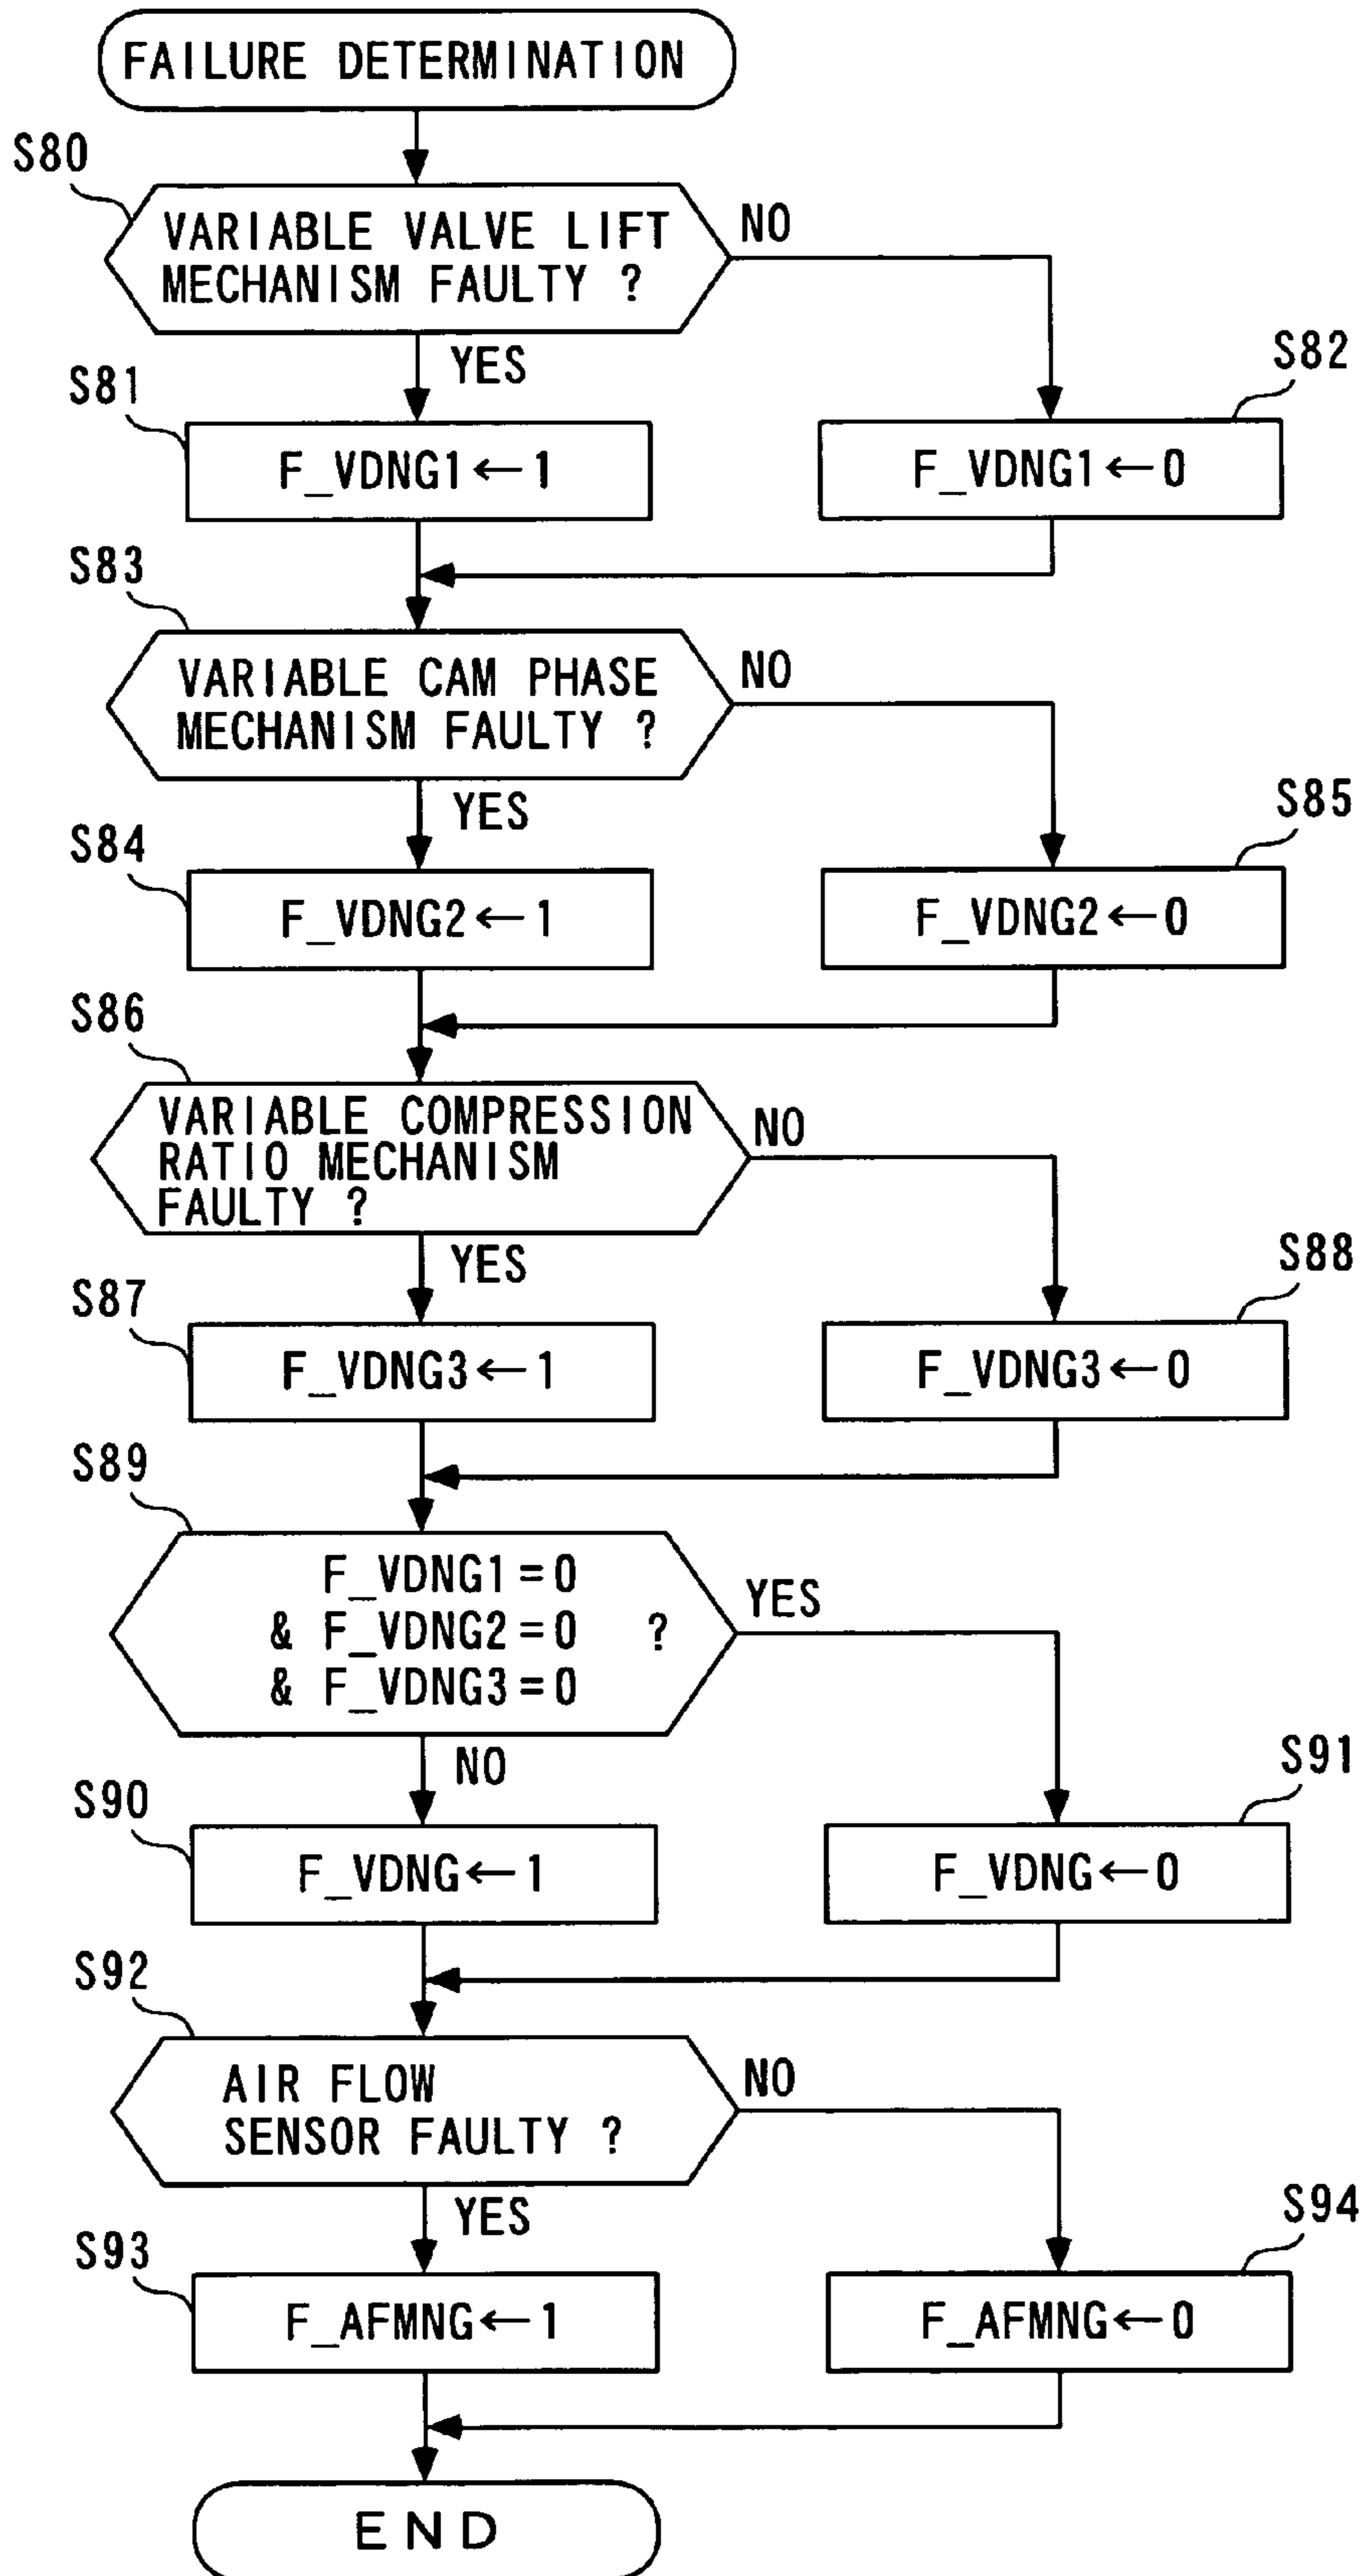 FAILURE DETERMINATION
S80
VARIABLE VALVE LIFT
MECHANISM FAULTY ?
NO
YES
S81
F_VDNG1←1
S82
F_VDNG1←0
S83
VARIABLE CAM PHASE
MECHANISM FAULTY ?
NO
YES
S84
F_VDNG2←1
S85
F_VDNG2←0
S86
VARIABLE COMPRESSION
RATIO MECHANISM
FAULTY ?
NO
YES
S87
F_VDNG3←1
S88
F_VDNG3←0
S89
F_VDNG1=0
& F_VDNG2=0 ?
& F_VDNG3=0
YES
NO
S90
F_VDNG←1
S91
F_VDNG←0
S92
AIR FLOW
SENSOR FAULTY ?
NO
YES
S93
F_AFMNG←1
S94
F_AFMNG←0
END